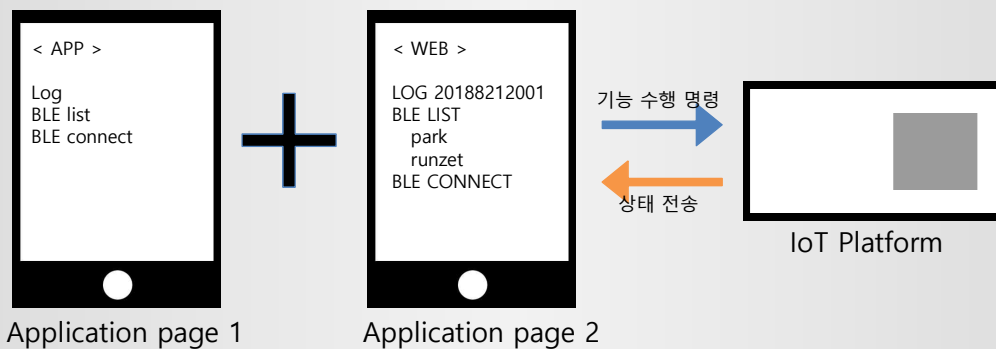 < APP >
Log
BLE list
BLE connect
Application page 1
< WEB >
LOG 20188212001
BLE LIST
park
runzet
BLE CONNECT
Application page 2
기능 수행 명령
상태 전송
IoT Platform